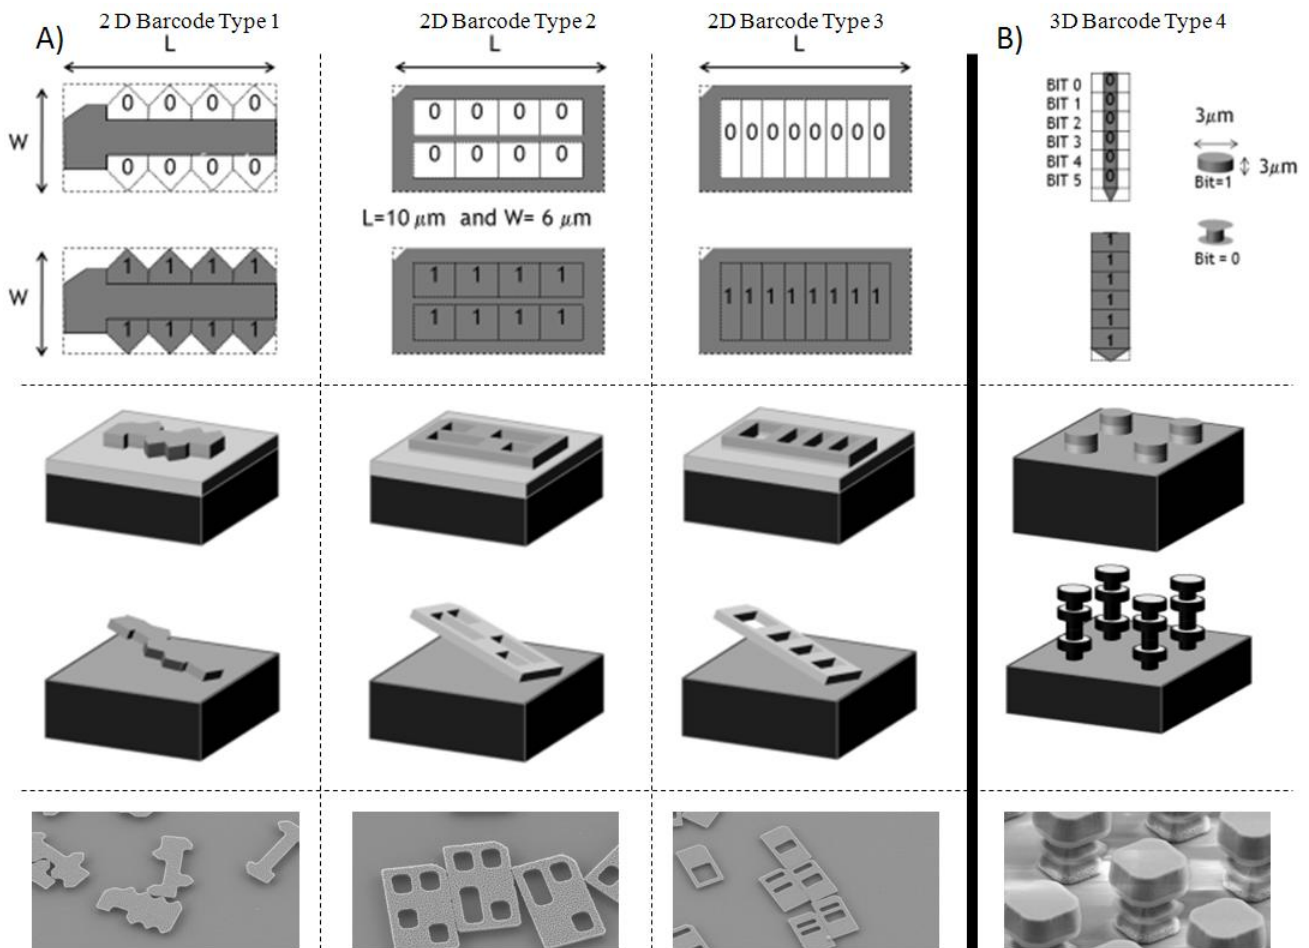 A)
2 D Barcode Type 1
2D Barcode Type 2
2D Barcode Type 3
B)
3D Barcode Type 4
L
L
L
W
0 0 0 0
0 0 0 0
0 0 0 0
0 0 0 0
0 0 0 0 0 0 0 0
BIT 0 0
BIT 1 0
BIT 2 0
BIT 3 0
BIT 4 0
BIT 5 0
3μm
3μm
Bit=1
Bit = 0
L=10 μm and W= 6 μm
W
1 1 1 1
1 1 1 1
1 1 1 1
1 1 1 1
1 1 1 1 1 1 1 1
1
1
1
1
1
1